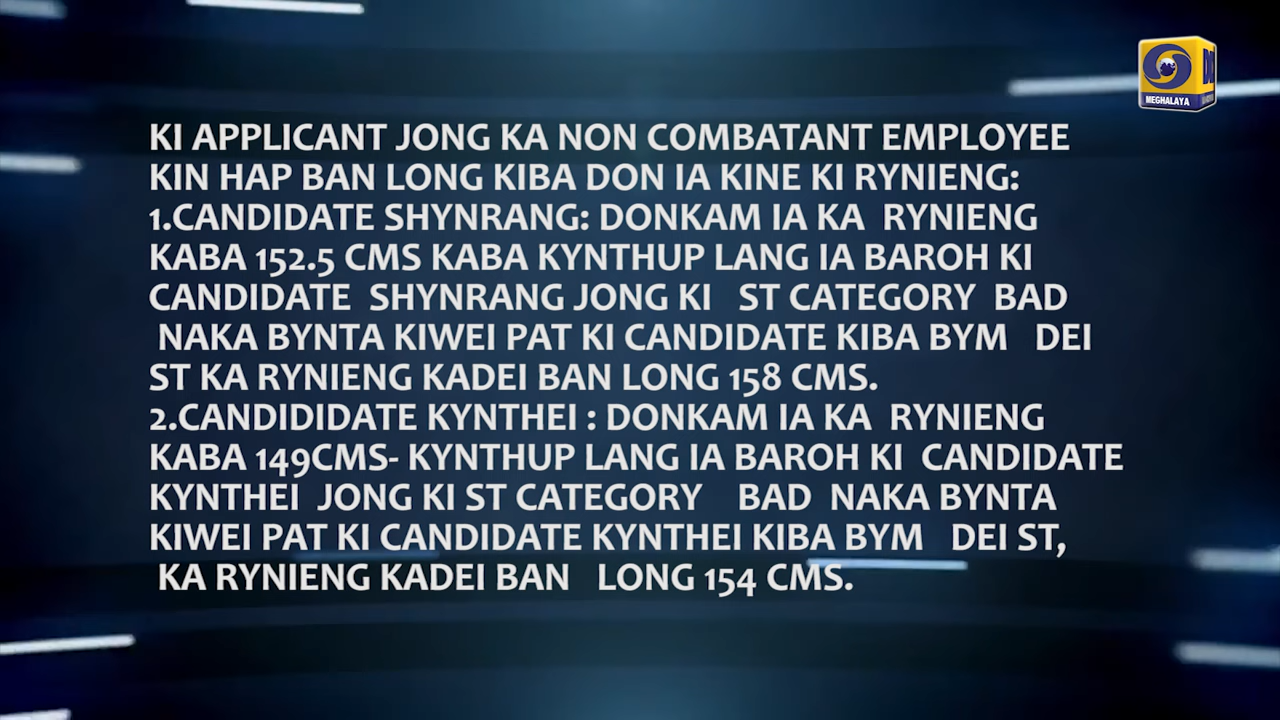 MEGHALAYA
KI APPLICANT JONG KA NON COMBATANT EMPLOYEE
KIN HAP BAN LONG KIBA DON IA KINE KI RYNIENG:
1.CANDIDATE SHYNRANG: DONKAM IA KA RYNIENG
KABA 152.5 CMS KABA KYNTHUP LANG IA BAROH KI
CANDIDATE SHYNRANG JONG KI ST CATEGORY BAD
NAKA BYNTA KIWEI PAT KI CANDIDATE KIBA BYM DEI
ST KA RYNIENG KADEI BAN LONG 158 CMS.
2.CANDIDIDATE KYNTHEI : DONKAM IA KA RYNIENG
KABA 149CMS- KYNTHUP LANG IA BAROH KI CANDIDATE
KYNTHEI JONG KI ST CATEGORY BAD NAKA BYNTA
KIWEI PAT KI CANDIDATE KYNTHEI KIBA BYM DEI ST,
KA RYNIENG KADEI BAN LONG 154 CMS.